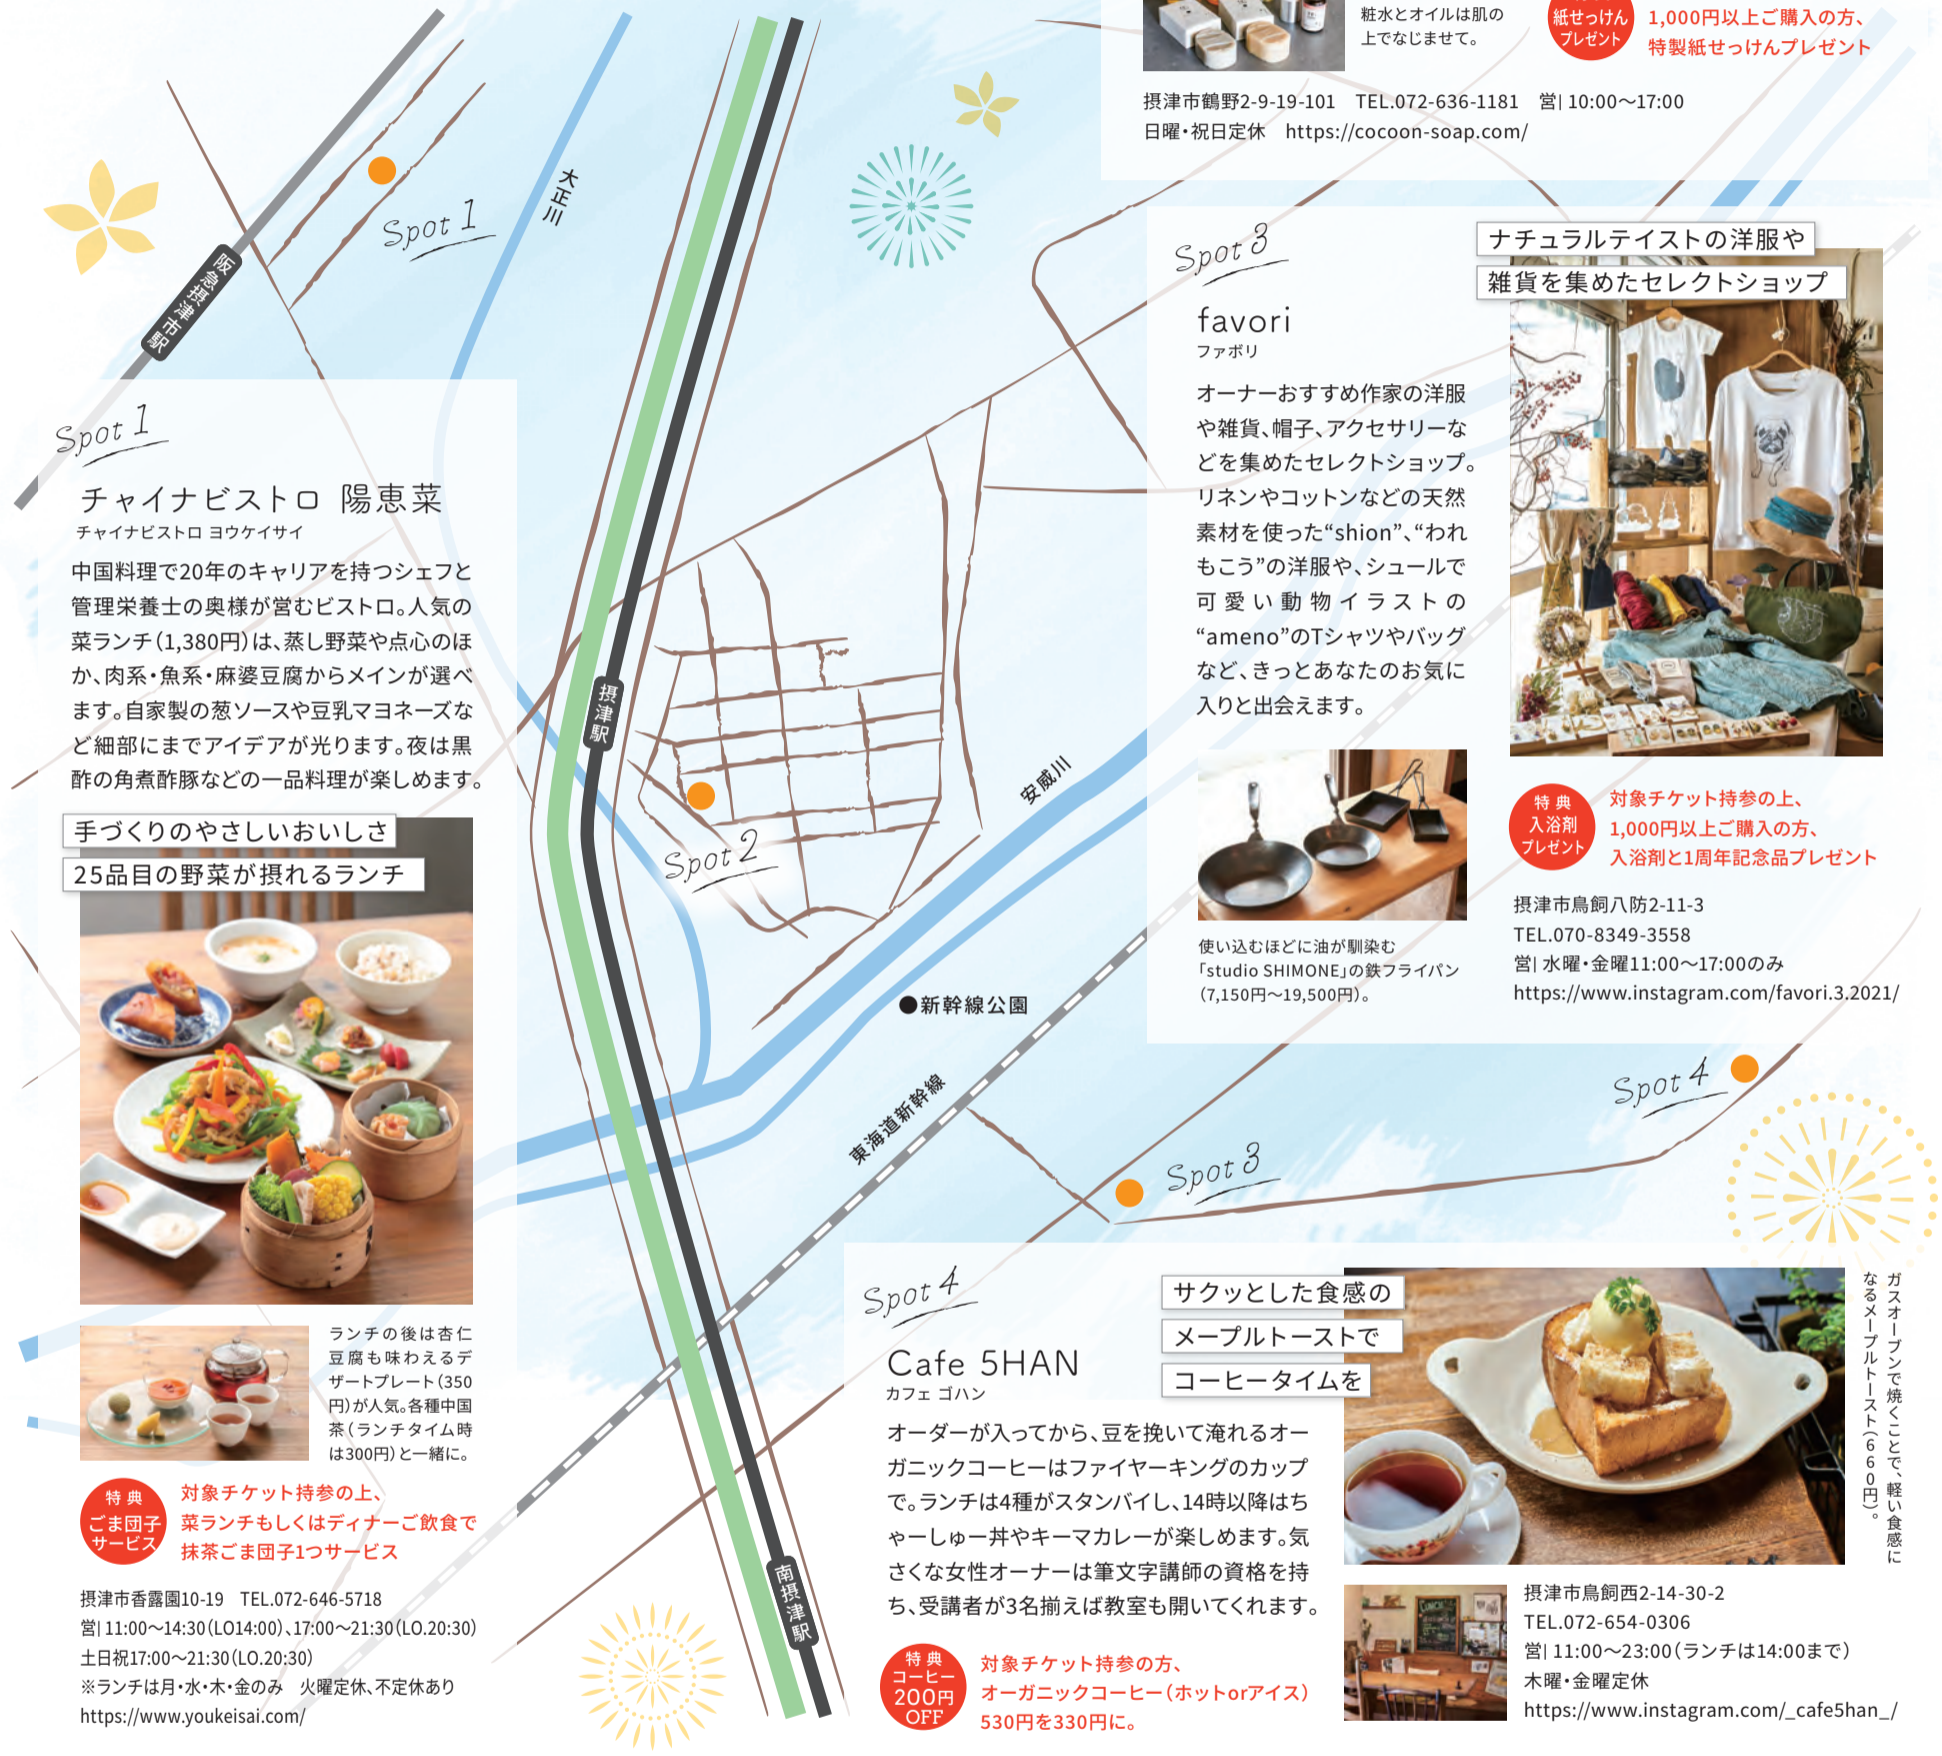 粧水とオイルは肌の
上でなじませて。
紙せっけん
プレゼント
1,000円以上ご購入の方、
特製紙せっけんプレゼント
摂津市鶴野2-9-19-101　TEL.072-636-1181　営| 10:00〜17:00
日曜・祝日定休　https://cocoon-soap.com/
大正川
Spot 1
阪急摂津市駅
摂津駅
Spot 2
安威川
●新幹線公園
東海道新幹線
Spot 3
Spot 4
南摂津駅
Spot 1
チャイナビストロ 陽恵菜
チャイナビストロ ヨウケイサイ
中国料理で20年のキャリアを持つシェフと
管理栄養士の奥様が営むビストロ。人気の
菜ランチ（1,380円）は、蒸し野菜や点心のほ
か、肉系・魚系・麻婆豆腐からメインが選べ
ます。自家製の葱ソースや豆乳マヨネーズな
ど細部にまでアイデアが光ります。夜は黒
酢の角煮酢豚などの一品料理が楽しめます。
手づくりのやさしいおいしさ
25品目の野菜が摂れるランチ
ランチの後は杏仁
豆腐も味わえるデ
ザートプレート（350
円）が人気。各種中国
茶（ランチタイム時
は300円）と一緒に。
特典
ごま団子
サービス
対象チケット持参の上、
菜ランチもしくはディナーご飲食で
抹茶ごま団子1つサービス
摂津市香露園10-19　TEL.072-646-5718
営| 11:00〜14:30（LO14:00）、17:00〜21:30（LO.20:30）
土日祝17:00〜21:30（LO.20:30）
※ランチは月・水・木・金のみ　火曜定休、不定休あり
https://www.youkeisai.com/
Spot 3
favori
ファボリ
オーナーおすすめ作家の洋服
や雑貨、帽子、アクセサリーな
どを集めたセレクトショップ。
リネンやコットンなどの天然
素材を使った“shion”、“われ
もこう”の洋服や、シュールで
可愛い動物イラストの
“ameno”のTシャツやバッグ
など、きっとあなたのお気に
入りと出会えます。
ナチュラルテイストの洋服や
雑貨を集めたセレクトショップ
使い込むほどに油が馴染む
「studio SHIMONE」の鉄フライパン
（7,150円〜19,500円）。
特典
入浴剤
プレゼント
対象チケット持参の上、
1,000円以上ご購入の方、
入浴剤と1周年記念品プレゼント
摂津市鳥飼八防2-11-3
TEL.070-8349-3558
営| 水曜・金曜11:00〜17:00のみ
https://www.instagram.com/favori.3.2021/
Spot 4
Cafe 5HAN
カフェ ゴハン
サクッとした食感の
メープルトーストで
コーヒータイムを
オーダーが入ってから、豆を挽いて淹れるオー
ガニックコーヒーはファイヤーキングのカップ
で。ランチは4種がスタンバイし、14時以降はち
ゃーしゅー丼やキーマカレーが楽しめます。気
さくな女性オーナーは筆文字講師の資格を持
ち、受講者が3名揃えば教室も開いてくれます。
ガスオーブンで焼くことで、軽い食感に
なるメープルトースト（660円）。
特典
コーヒー
200円
OFF
対象チケット持参の方、
オーガニックコーヒー（ホットorアイス）
530円を330円に。
摂津市鳥飼西2-14-30-2
TEL.072-654-0306
営| 11:00〜23:00（ランチは14:00まで）
木曜・金曜定休
https://www.instagram.com/_cafe5han_/